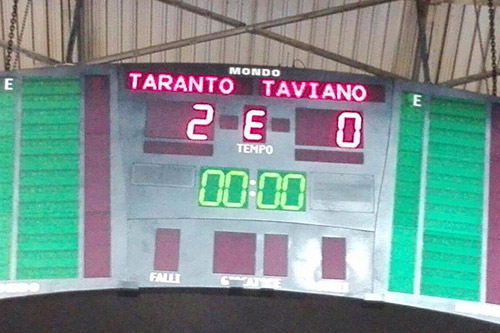 MONDO
TARANTO TAVIANO
E 2 E 0 E
TEMPO
00:00
FALLI